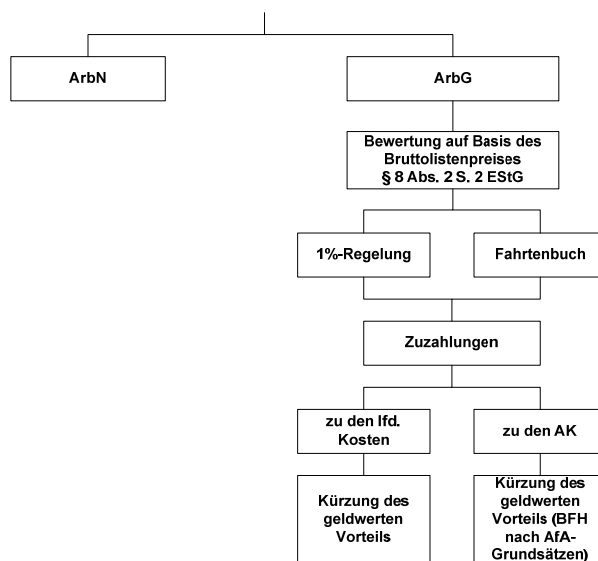 ArbN
ArbG
Bewertung auf Basis des
Bruttolistenpreises
§ 8 Abs. 2 S. 2 EStG
1%-Regelung
Fahrtenbuch
Zuzahlungen
zu den lfd.
Kosten
zu den AK
Kürzung des
geldwerten
Vorteils
Kürzung des
geldwerten
Vorteils (BFH
nach AfA-
Grundsätzen)